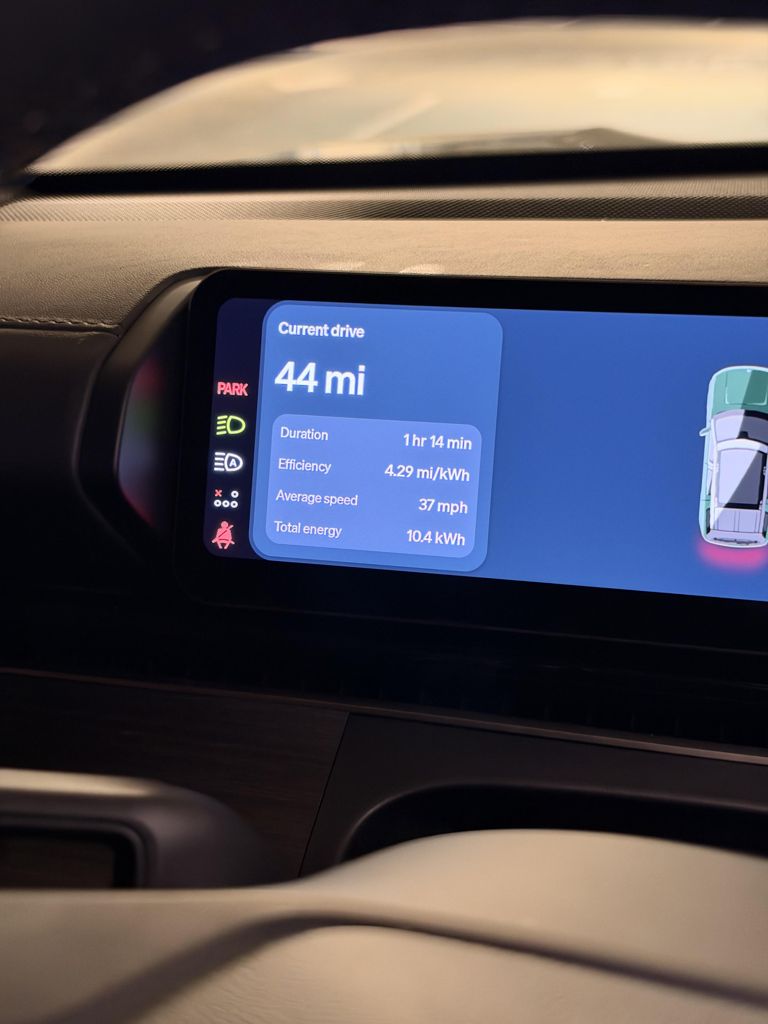 Current drive
44 mi
PARK
Duration 1 hr 14 min
Efficiency 4.29 mi/kWh
A
Average speed 37 mph
Total energy 10.4 kWh